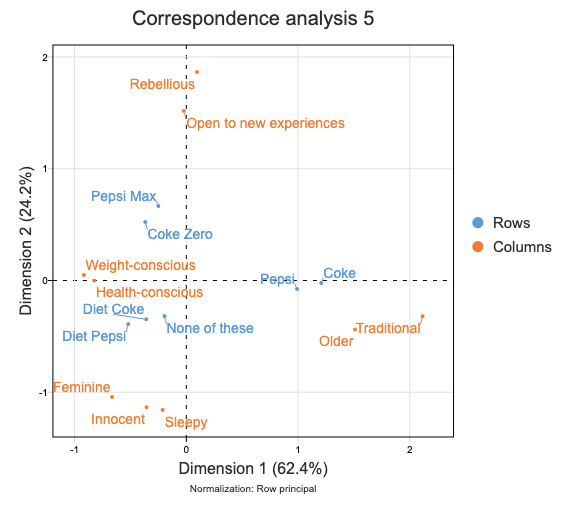 Correspondence analysis 5
2
Rebellious
Open to new experiences
1
Pepsi Max
Coke Zero
Weight-conscious
Pepsi
Coke
0
Health-conscious
Diet Coke
Diet Pepsi
None of these
Traditional
Older
Feminine
-1
Innocent
Sleepy
-1
0
1
2
Dimension 2 (24.2%)
Dimension 1 (62.4%)
Normalization: Row principal
Rows
Columns